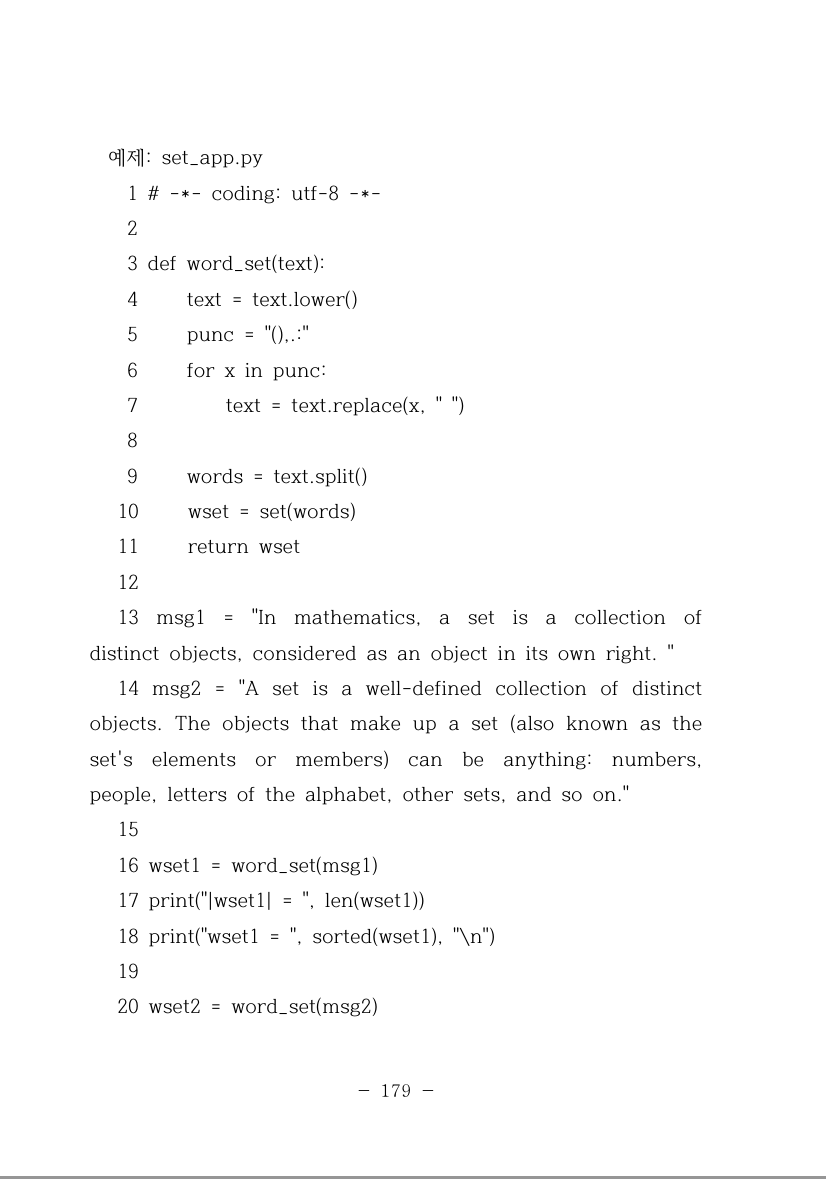 예제: set_app.py
1 # -*- coding: utf-8 -*-
2
3 def word_set(text):
4     text = text.lower()
5     punc = "(),.:"
6     for x in punc:
7         text = text.replace(x, " ")
8
9     words = text.split()
10     wset = set(words)
11     return wset
12
13 msg1 = "In mathematics, a set is a collection of
distinct objects, considered as an object in its own right. "
14 msg2 = "A set is a well-defined collection of distinct
objects. The objects that make up a set (also known as the
set's elements or members) can be anything: numbers,
people, letters of the alphabet, other sets, and so on."
15
16 wset1 = word_set(msg1)
17 print("|wset1| = ", len(wset1))
18 print("wset1 = ", sorted(wset1), "\n")
19
20 wset2 = word_set(msg2)
- 179 -